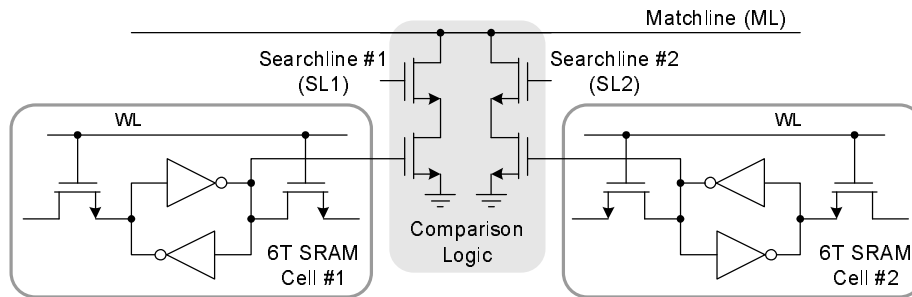 Matchline (ML)
Searchline #1
(SL1)
Searchline #2
(SL2)
WL
WL
6T SRAM
Cell #1
Comparison
Logic
6T SRAM
Cell #2